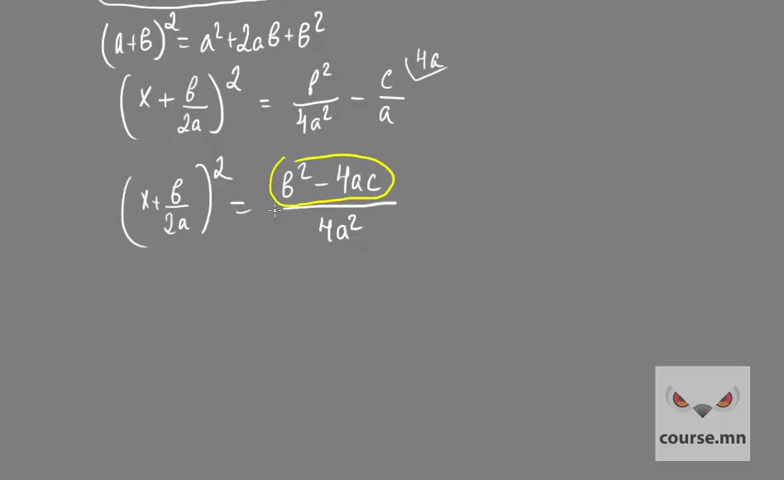 (a+b)² = a²+2ab+b²
(x + b/2a)² = b²/4a² − c/a (4a
(x + b/2a)² = b² − 4ac / 4a²
course.mn